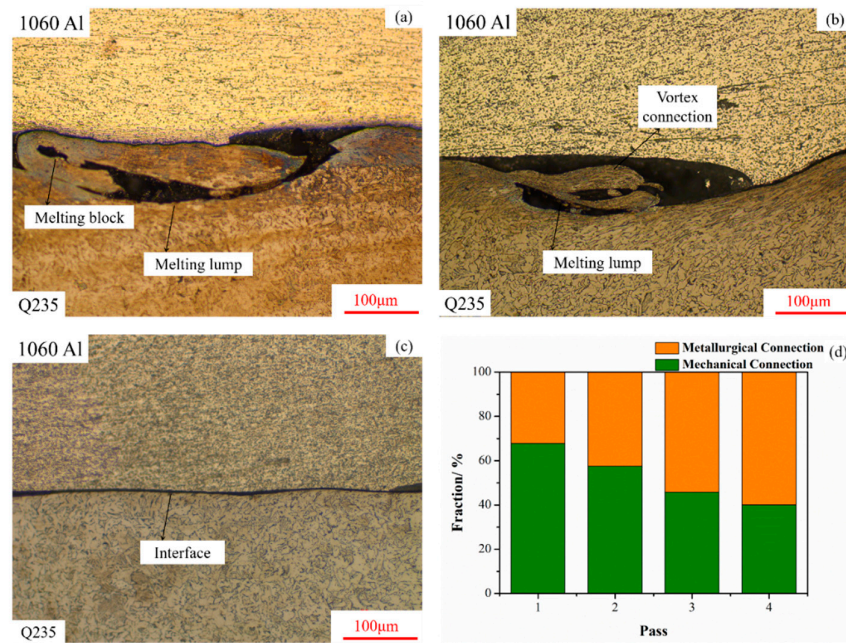 1060 Al
(a)
Melting block
Melting lump
Q235
100μm
1060 Al
(b)
Vortex
connection
Melting lump
Q235
100μm
1060 Al
(c)
Interface
Q235
100μm
Metallurgical Connection
Mechanical Connection
(d)
Fraction/ %
100
80
60
40
20
0
1 2 3 4
Pass